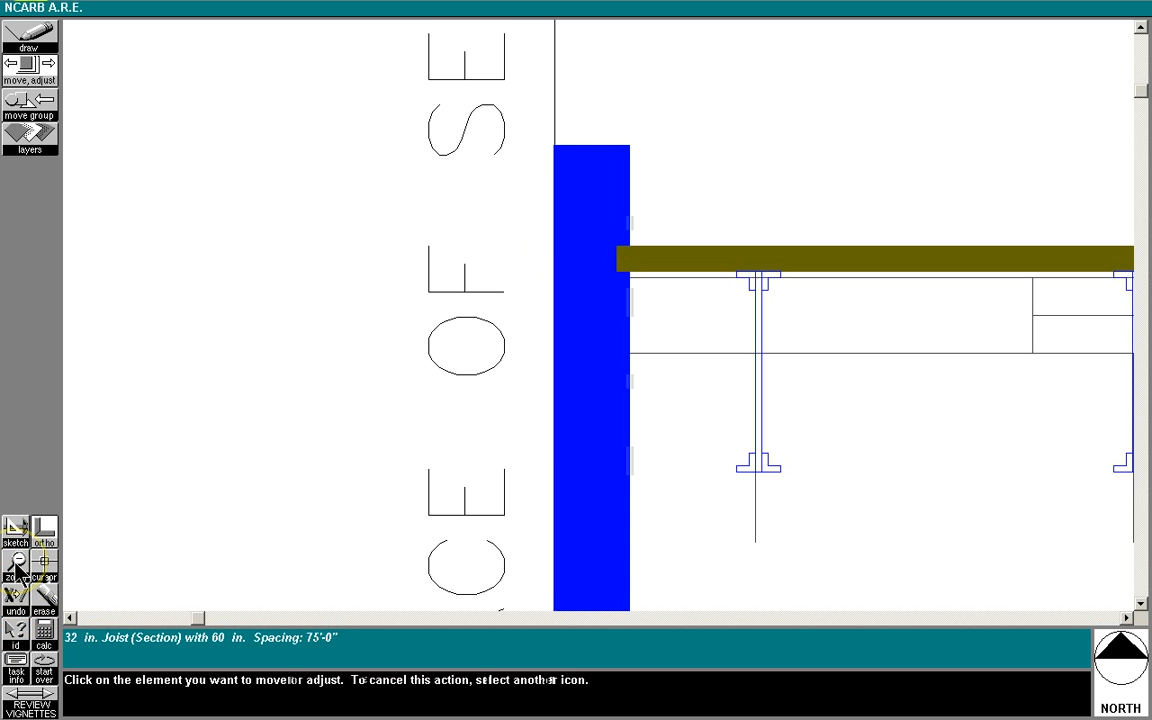 NCARB A.R.E.
draw
move, adjust
move group
layers
CE OF SE
sketch
ortho
zo
cursor
undo
erase
id
calc
task info
start over
REVIEW VIGNETTES
32 in. Joist (Section) with 60 in. Spacing: 75'-0"
Click on the element you want to move or adjust. To cancel this action, select another icon.
NORTH